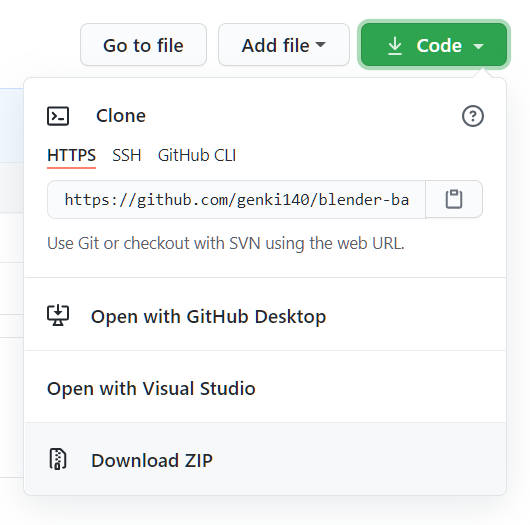 Go to file
Add file
Code
Clone
HTTPS SSH GitHub CLI
https://github.com/genki140/blender-ba
Use Git or checkout with SVN using the web URL.
Open with GitHub Desktop
Open with Visual Studio
Download ZIP